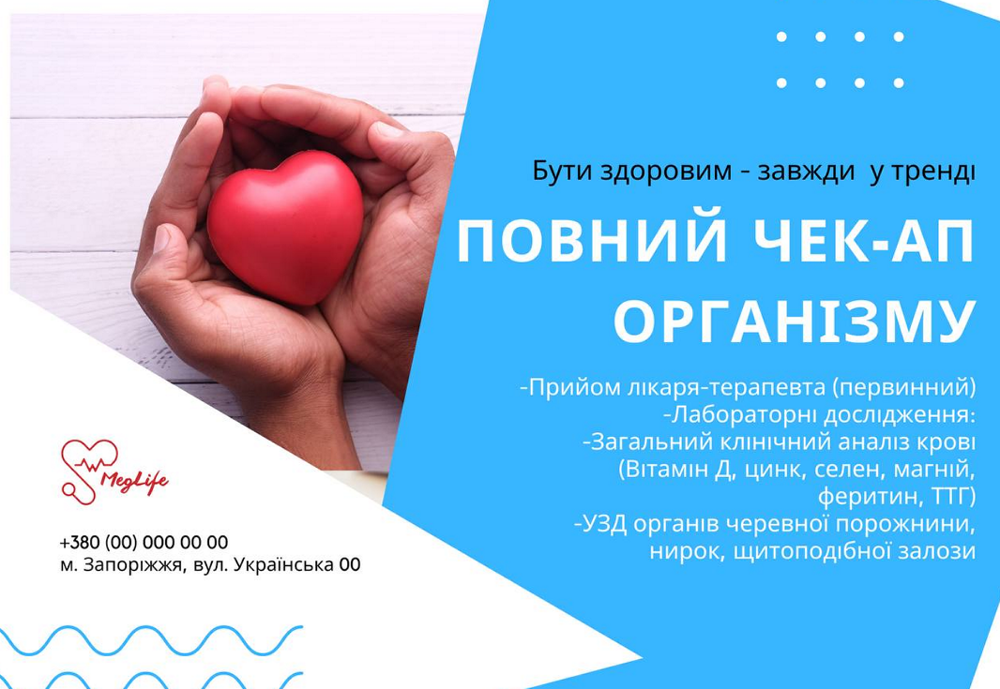 Бути здоровим - завжди у тренді
ПОВНИЙ ЧЕК-АП
ОРГАНІЗМУ
-Прийом лікаря-терапевта (первинний)
-Лабораторні дослідження:
-Загальний клінічний аналіз крові
(Вітамін Д, цинк, селен, магній,
феритин, ТТГ)
-УЗД органів черевної порожнини,
нирок, щитоподібної залози
MegLife
+380 (00) 000 00 00
м. Запоріжжя, вул. Українська 00